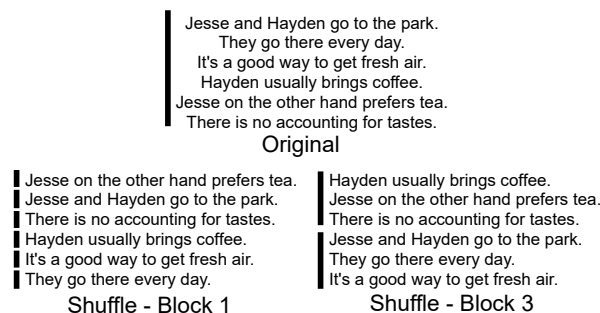 Jesse and Hayden go to the park.
They go there every day.
It's a good way to get fresh air.
Hayden usually brings coffee.
Jesse on the other hand prefers tea.
There is no accounting for tastes.
Original
Jesse on the other hand prefers tea.
Jesse and Hayden go to the park.
There is no accounting for tastes.
Hayden usually brings coffee.
It's a good way to get fresh air.
They go there every day.
Shuffle - Block 1
Hayden usually brings coffee.
Jesse on the other hand prefers tea.
There is no accounting for tastes.
Jesse and Hayden go to the park.
They go there every day.
It's a good way to get fresh air.
Shuffle - Block 3